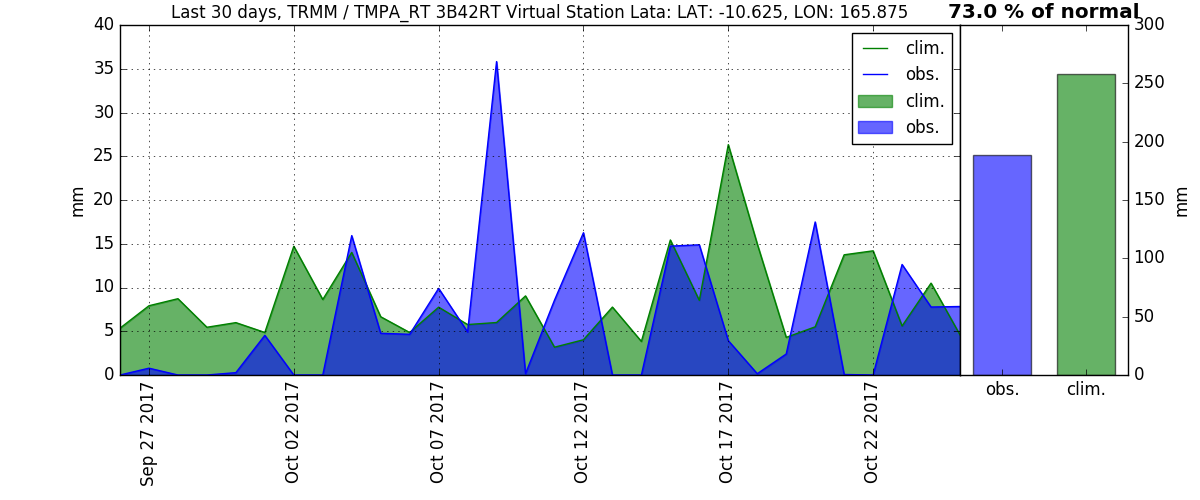 Last 30 days, TRMM / TMPA_RT 3B42RT Virtual Station Lata: LAT: -10.625, LON: 165.875
73.0 % of normal
40
35
30
25
20
15
10
5
0
mm
clim.
obs.
clim.
obs.
Sep 27 2017
Oct 02 2017
Oct 07 2017
Oct 12 2017
Oct 17 2017
Oct 22 2017
300
250
200
150
100
50
0
mm
obs.
clim.